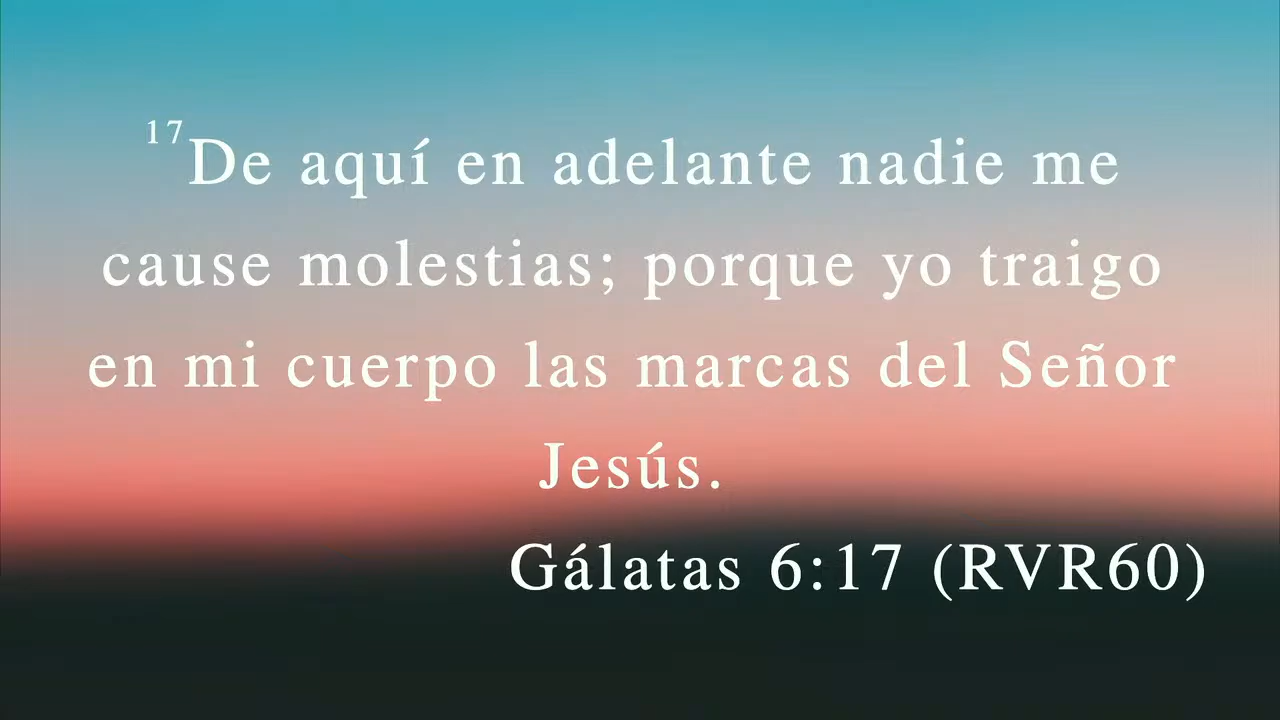 17De aquí en adelante nadie me
cause molestias; porque yo traigo
en mi cuerpo las marcas del Señor
Jesús.
Gálatas 6:17 (RVR60)